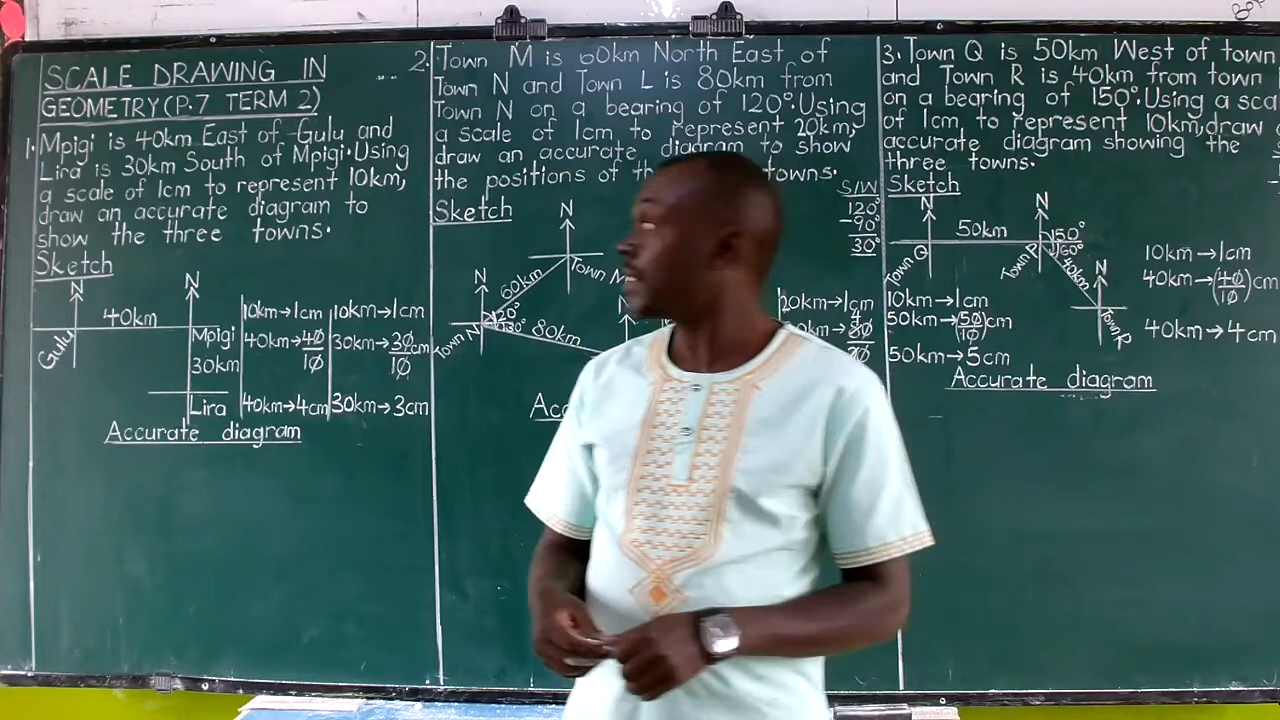 SCALE DRAWING IN
GEOMETRY (P.7 TERM 2)
1. Mpigi is 40km East of Gulu and
Lira is 30km South of Mpigi. Using
a scale of 1cm to represent 10km,
draw an accurate diagram to
show the three towns.
Sketch
N
N
40km
Gulu
Mpigi
30km
Lira
10km→1cm
40km→40/10
40km→4cm
10km→1cm
30km→30/10cm
30km→3cm
Accurate diagram
2. Town M is 60km North East of
Town N and Town L is 80km from
Town N on a bearing of 120°. Using
a scale of 1cm to represent 20km,
draw an accurate diagram to show
the positions of towns.
Sketch
N
N
60km
Town M
Town N
120°
30°
80km
S/W
120°
-90°
30°
20km→1cm
3. Town Q is 50km West of town
and Town R is 40km from town
on a bearing of 150°. Using a
of 1cm to represent 10km, draw
accurate diagram showing the
three towns.
Sketch
N
N
N
50km
Town Q
Town P
150°
60°
40km
Town R
10km→1cm
50km→(50/10)cm
50km→5cm
10km→1cm
40km→(40/10)cm
40km→4cm
Accurate diagram